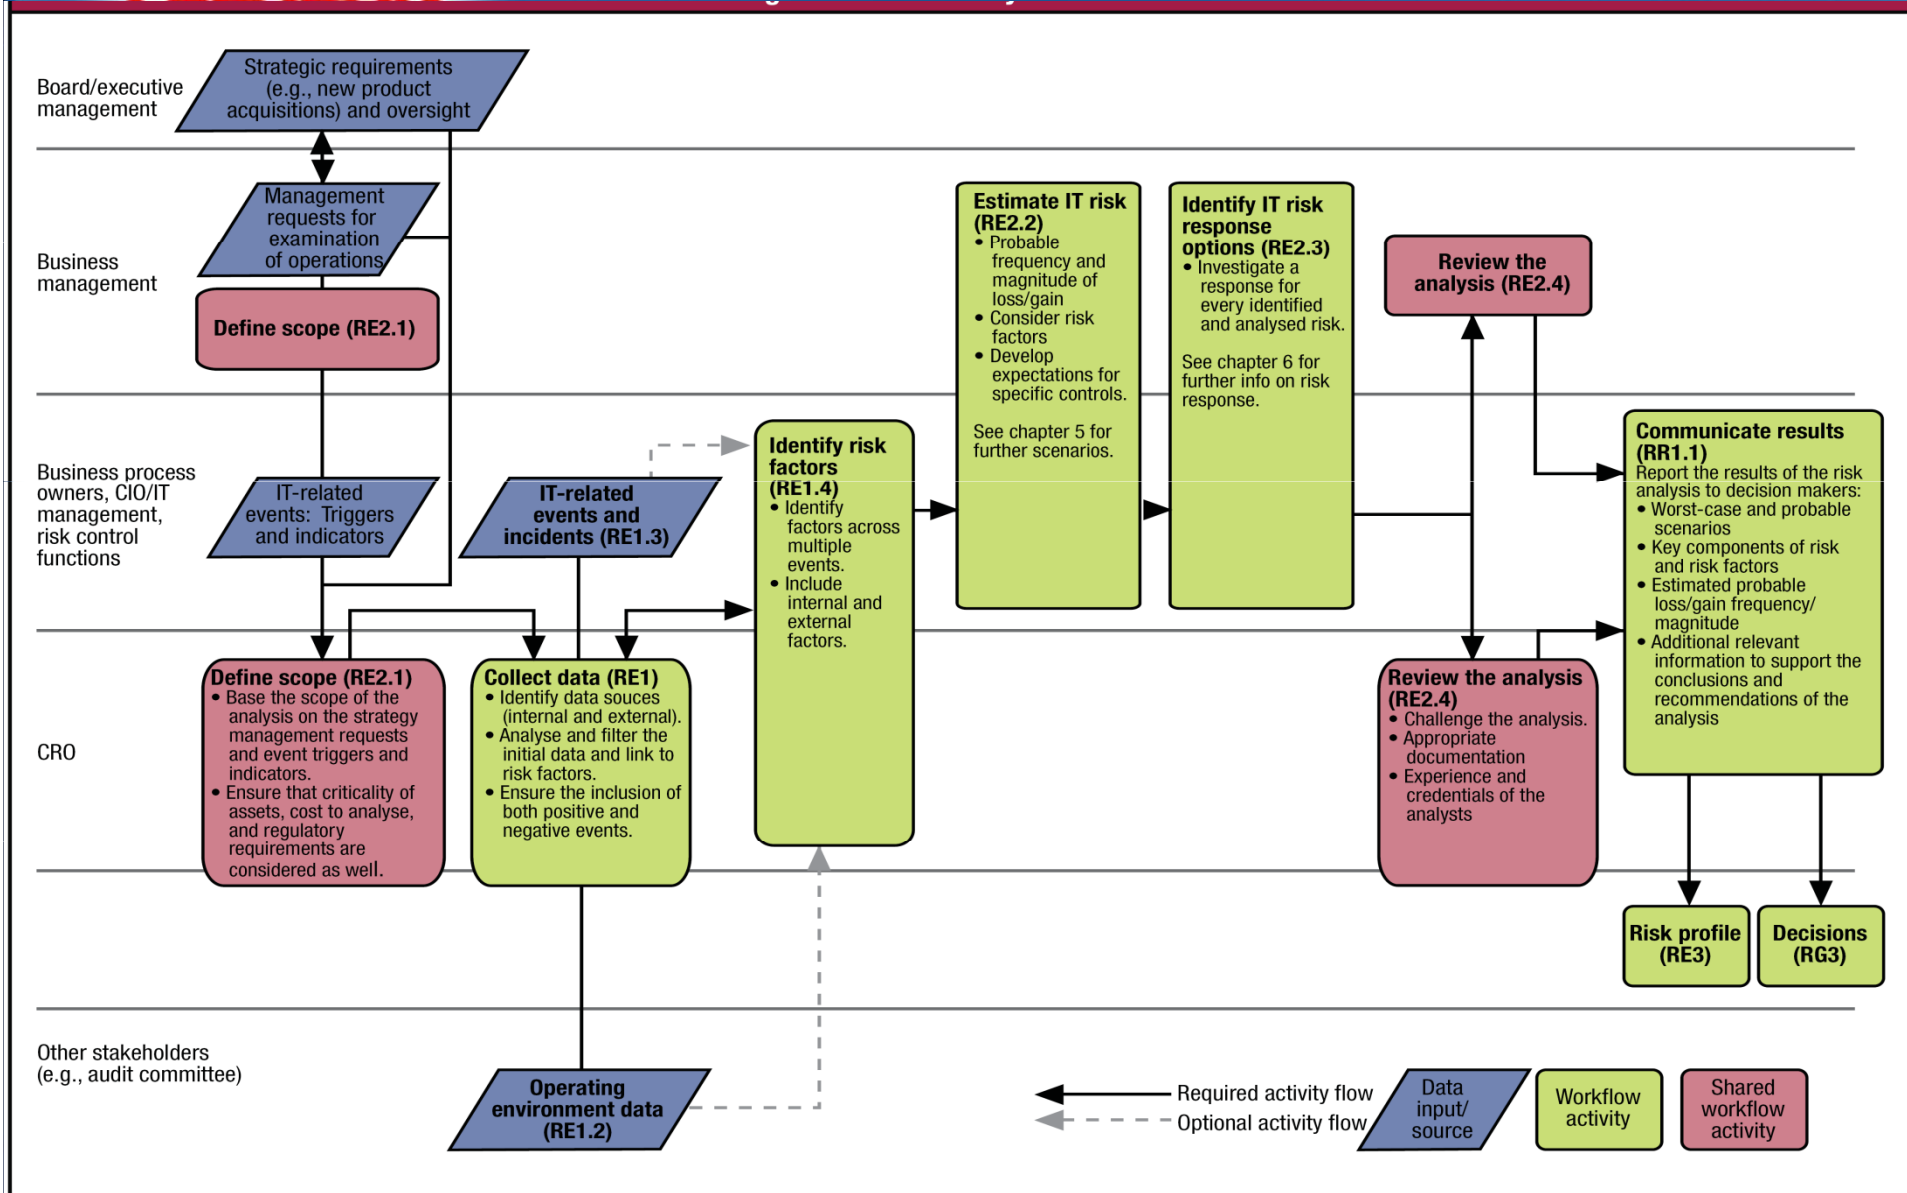 Board/executive
management
Strategic requirements
(e.g., new product
acquisitions) and oversight
Business
management
Management
requests for
examination
of operations
Define scope (RE2.1)
Estimate IT risk
(RE2.2)
• Probable
frequency and
magnitude of
loss/gain
• Consider risk
factors
• Develop
expectations for
specific controls.
See chapter 5 for
further scenarios.
Identify IT risk
response
options (RE2.3)
• Investigate a
response for
every identified
and analysed risk.
See chapter 6 for
further info on risk
response.
Review the
analysis (RE2.4)
Business process
owners, CIO/IT
management,
risk control
functions
IT-related
events: Triggers
and indicators
IT-related
events and
incidents (RE1.3)
Identify risk
factors
(RE1.4)
• Identify
factors across
multiple
events.
• Include
internal and
external
factors.
Communicate results
(RR1.1)
Report the results of the risk
analysis to decision makers:
• Worst-case and probable
scenarios
• Key components of risk
and risk factors
• Estimated probable
loss/gain frequency/
magnitude
• Additional relevant
information to support the
conclusions and
recommendations of the
analysis
CRO
Define scope (RE2.1)
• Base the scope of the
analysis on the strategy
management requests
and event triggers and
indicators.
• Ensure that criticality of
assets, cost to analyse,
and regulatory
requirements are
considered as well.
Collect data (RE1)
• Identify data souces
(internal and external).
• Analyse and filter the
initial data and link to
risk factors.
• Ensure the inclusion of
both positive and
negative events.
Review the analysis
(RE2.4)
• Challenge the analysis.
• Appropriate
documentation
• Experience and
credentials of the
analysts
Risk profile
(RE3)
Decisions
(RG3)
Other stakeholders
(e.g., audit committee)
Operating
environment data
(RE1.2)
Required activity flow
Optional activity flow
Data
input/
source
Workflow
activity
Shared
workflow
activity